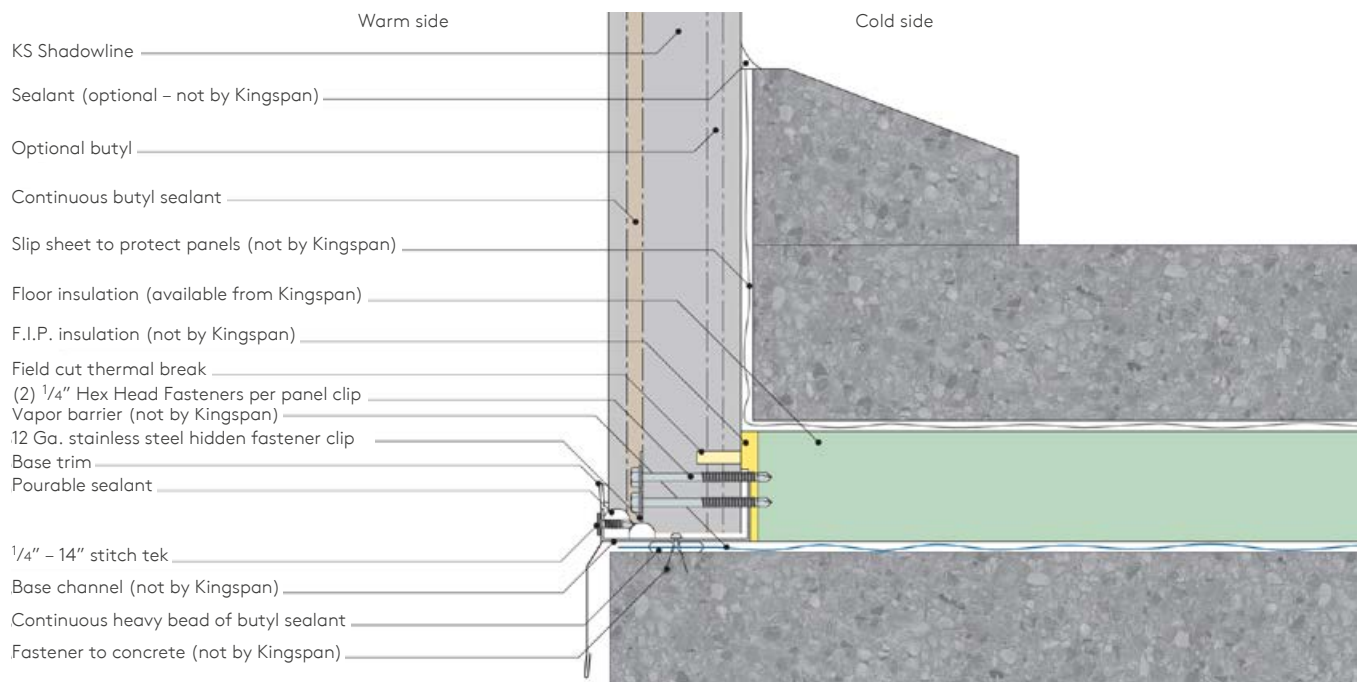 Warm side
Cold side
KS Shadowline
Sealant (optional – not by Kingspan)
Optional butyl
Continuous butyl sealant
Slip sheet to protect panels (not by Kingspan)
Floor insulation (available from Kingspan)
F.I.P. insulation (not by Kingspan)
Field cut thermal break
(2) 1/4" Hex Head Fasteners per panel clip
Vapor barrier (not by Kingspan)
12 Ga. stainless steel hidden fastener clip
Base trim
Pourable sealant
1/4" – 14" stitch tek
Base channel (not by Kingspan)
Continuous heavy bead of butyl sealant
Fastener to concrete (not by Kingspan)